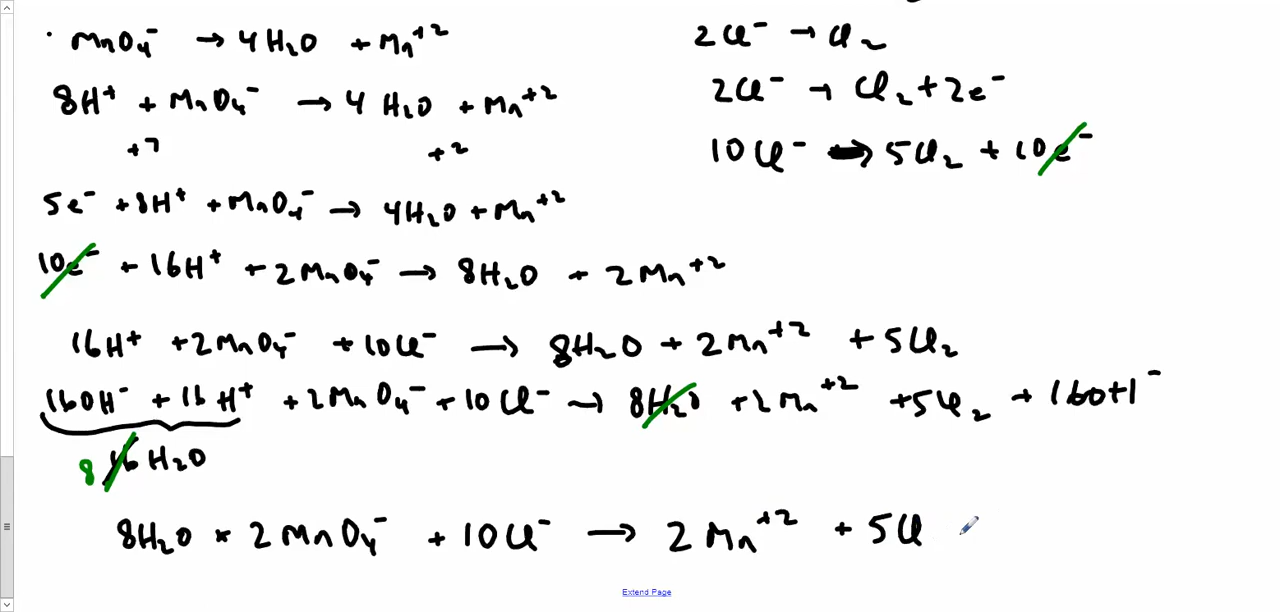 · MnO₄⁻ → 4H₂O + Mn⁺²
8H⁺ + MnO₄⁻ → 4 H₂O + Mn⁺²
+7 +2
5e⁻ + 8H⁺ + MnO₄⁻ → 4H₂O + Mn⁺²
10e⁻ + 16H⁺ + 2MnO₄⁻ → 8H₂O + 2Mn⁺²
2Cl⁻ → Cl₂
2Cl⁻ → Cl₂ + 2e⁻
10Cl⁻ → 5Cl₂ + 10e⁻
16H⁺ + 2MnO₄⁻ + 10Cl⁻ → 8H₂O + 2Mn⁺² + 5Cl₂
16OH⁻ + 16H⁺ + 2MnO₄⁻ + 10Cl⁻ → 8H₂O + 2Mn⁺² + 5Cl₂ + 16OH⁻
8 16 H₂O
8H₂O + 2MnO₄⁻ + 10Cl⁻ → 2Mn⁺² + 5Cl
Extend Page